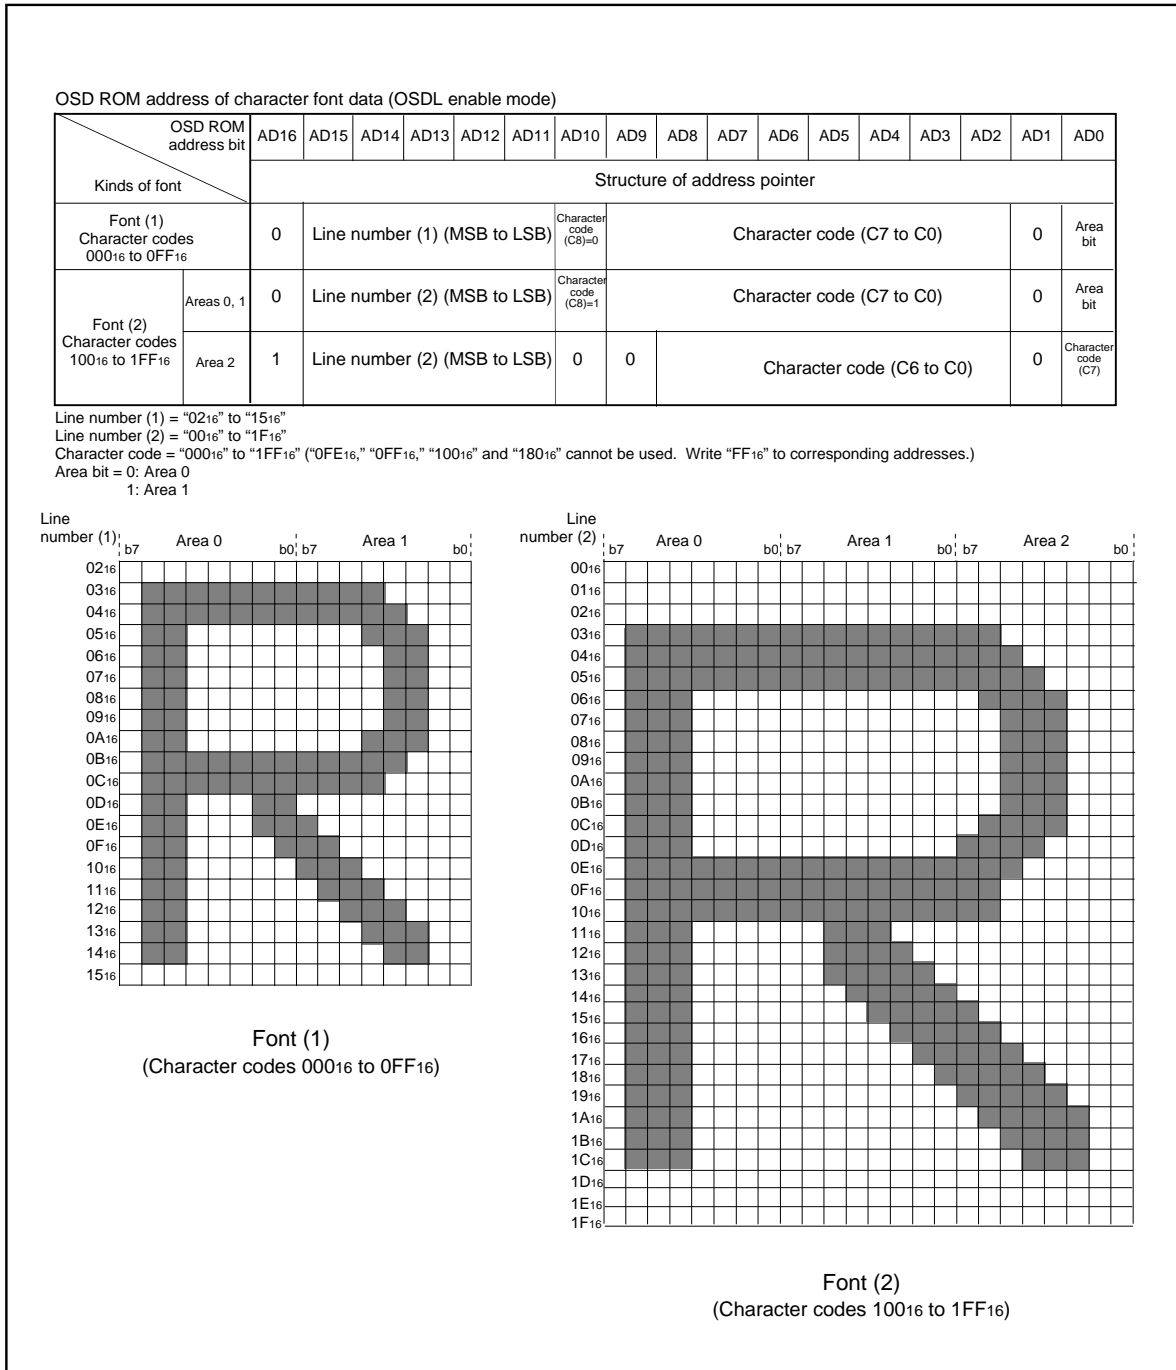 OSD ROM address of character font data (OSDL enable mode)
OSD ROM address bit AD16 AD15 AD14 AD13 AD12 AD11 AD10 AD9 AD8 AD7 AD6 AD5 AD4 AD3 AD2 AD1 AD0
Kinds of font Structure of address pointer
Font (1) Character codes 00016 to 0FF16 0 Line number (1) (MSB to LSB) Character code (C8)=0 Character code (C7 to C0) 0 Area bit
Font (2) Character codes 10016 to 1FF16 Areas 0, 1 0 Line number (2) (MSB to LSB) Character code (C8)=1 Character code (C7 to C0) 0 Area bit
Area 2 1 Line number (2) (MSB to LSB) 0 0 Character code (C6 to C0) 0 Character code (C7)
Line number (1) = “0216” to “1516”
Line number (2) = “0016” to “1F16”
Character code = “00016” to “1FF16” (“0FE16,” “0FF16,” “10016” and “18016” cannot be used. Write “FF16” to corresponding addresses.)
Area bit = 0: Area 0
1: Area 1
Line number (1) b7 Area 0 b0 b7 Area 1 b0
0216
0316
0416
0516
0616
0716
0816
0916
0A16
0B16
0C16
0D16
0E16
0F16
1016
1116
1216
1316
1416
1516
Font (1)
(Character codes 00016 to 0FF16)
Line number (2) b7 Area 0 b0 b7 Area 1 b0 b7 Area 2 b0
0016
0116
0216
0316
0416
0516
0616
0716
0816
0916
0A16
0B16
0C16
0D16
0E16
0F16
1016
1116
1216
1316
1416
1516
1616
1716
1816
1916
1A16
1B16
1C16
1D16
1E16
1F16
Font (2)
(Character codes 10016 to 1FF16)